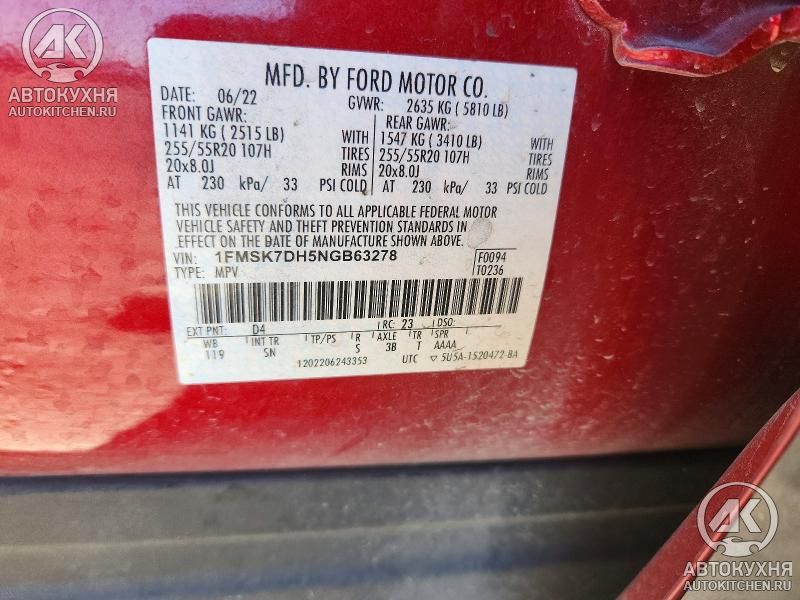 AK
АВТОКУХНЯ
AUTOKITCHEN.RU
MFD. BY FORD MOTOR CO.
DATE: 06/22 GVWR: 2635 KG ( 5810 LB)
FRONT GAWR: REAR GAWR:
1141 KG ( 2515 LB) WITH 1547 KG ( 3410 LB) WITH
255/55R20 107H TIRES 255/55R20 107H TIRES
20x8.0J RIMS 20x8.0J RIMS
AT 230 kPa/ 33 PSI COLD AT 230 kPa/ 33 PSI COLD
THIS VEHICLE CONFORMS TO ALL APPLICABLE FEDERAL MOTOR
VEHICLE SAFETY AND THEFT PREVENTION STANDARDS IN
EFFECT ON THE DATE OF MANUFACTURE SHOWN ABOVE.
VIN: 1FMSK7DH5NGB63278 F0094
TYPE: MPV T0236
EXT PNT: D4 RC: 23 DSO:
WB INT TR TP/PS R AXLE TR SPR
119 SN S 3B T AAAA
1202206243353 UTC ▽ 5U5A-1520472-BA
AK
АВТОКУХНЯ
AUTOKITCHEN.RU